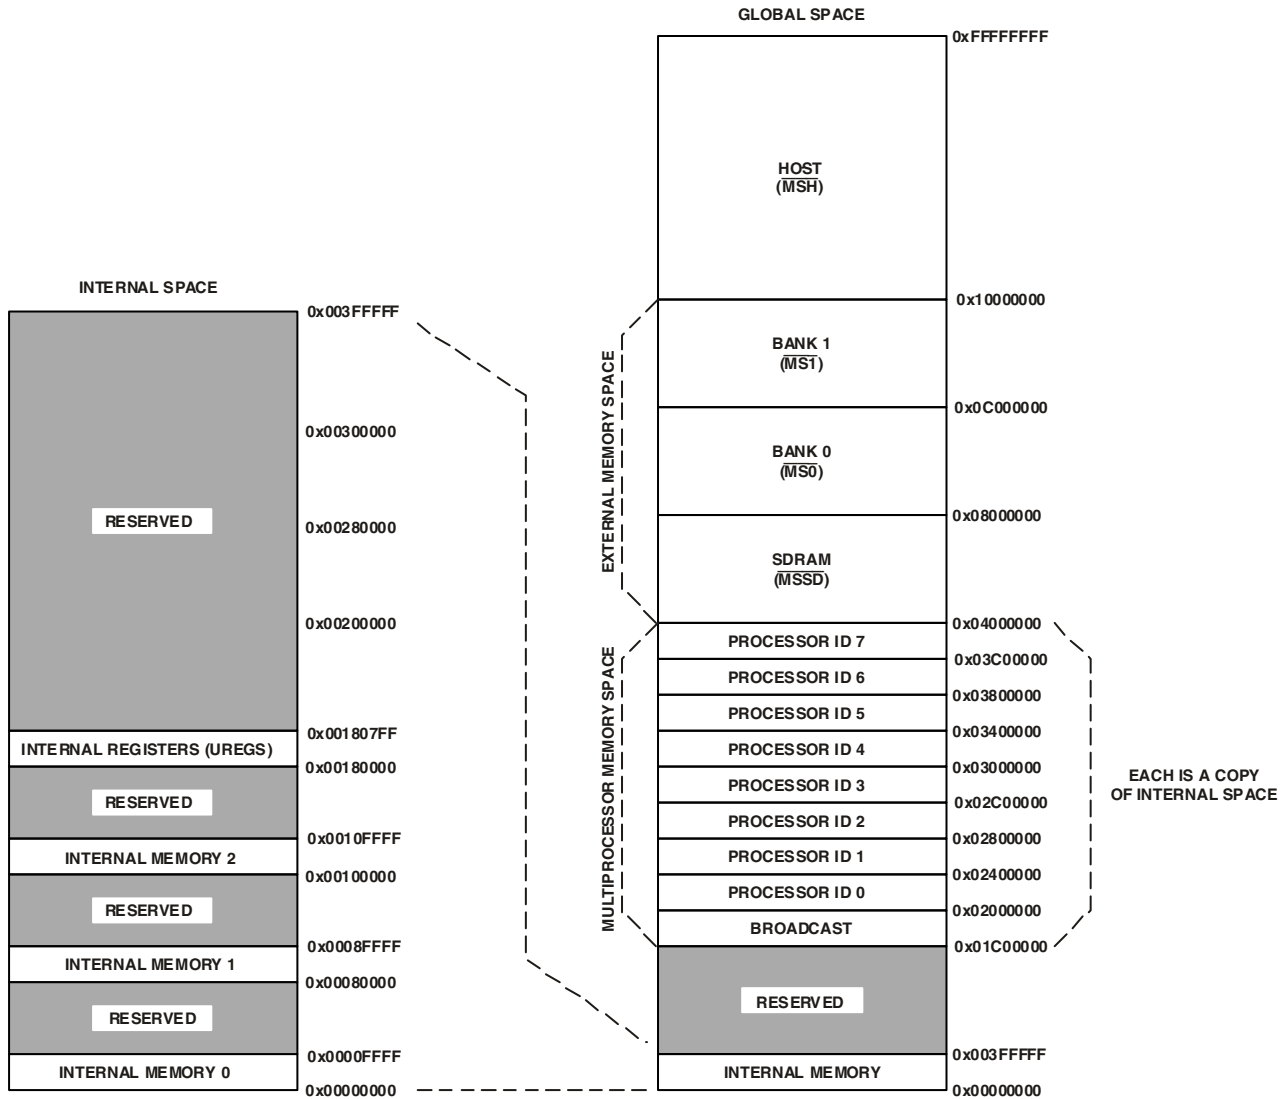 INTERNAL SPACE
0x003FFFFF
0x00300000
RESERVED
0x00280000
0x00200000
0x001807FF
INTERNAL REGISTERS (UREGS)
0x00180000
RESERVED
0x0010FFFF
INTERNAL MEMORY 2
0x00100000
RESERVED
0x0008FFFF
INTERNAL MEMORY 1
0x00080000
RESERVED
0x0000FFFF
INTERNAL MEMORY 0
0x00000000
GLOBAL SPACE
0xFFFFFFFF
HOST
(MSH)
0x10000000
BANK 1
(MS1)
0x0C000000
BANK 0
(MS0)
0x08000000
SDRAM
(MSSD)
0x04000000
PROCESSOR ID 7
0x03C00000
PROCESSOR ID 6
0x03800000
PROCESSOR ID 5
0x03400000
PROCESSOR ID 4
0x03000000
PROCESSOR ID 3
0x02C00000
PROCESSOR ID 2
0x02800000
PROCESSOR ID 1
0x02400000
PROCESSOR ID 0
0x02000000
BROADCAST
0x01C00000
RESERVED
0x003FFFFF
INTERNAL MEMORY
0x00000000
EXTERNAL MEMORY SPACE
MULTIPROCESSOR MEMORY SPACE
EACH IS A COPY
OF INTERNAL SPACE